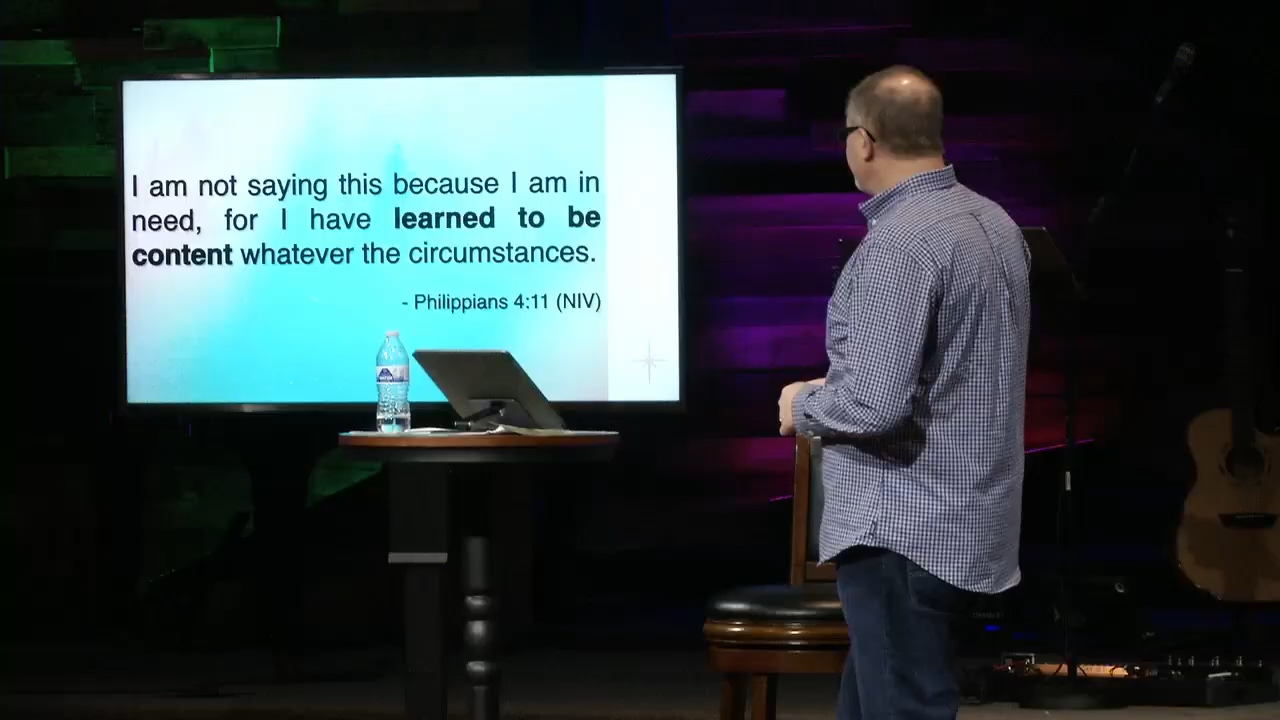 I am not saying this because I am in
need, for I have learned to be
content whatever the circumstances.
- Philippians 4:11 (NIV)
WATER